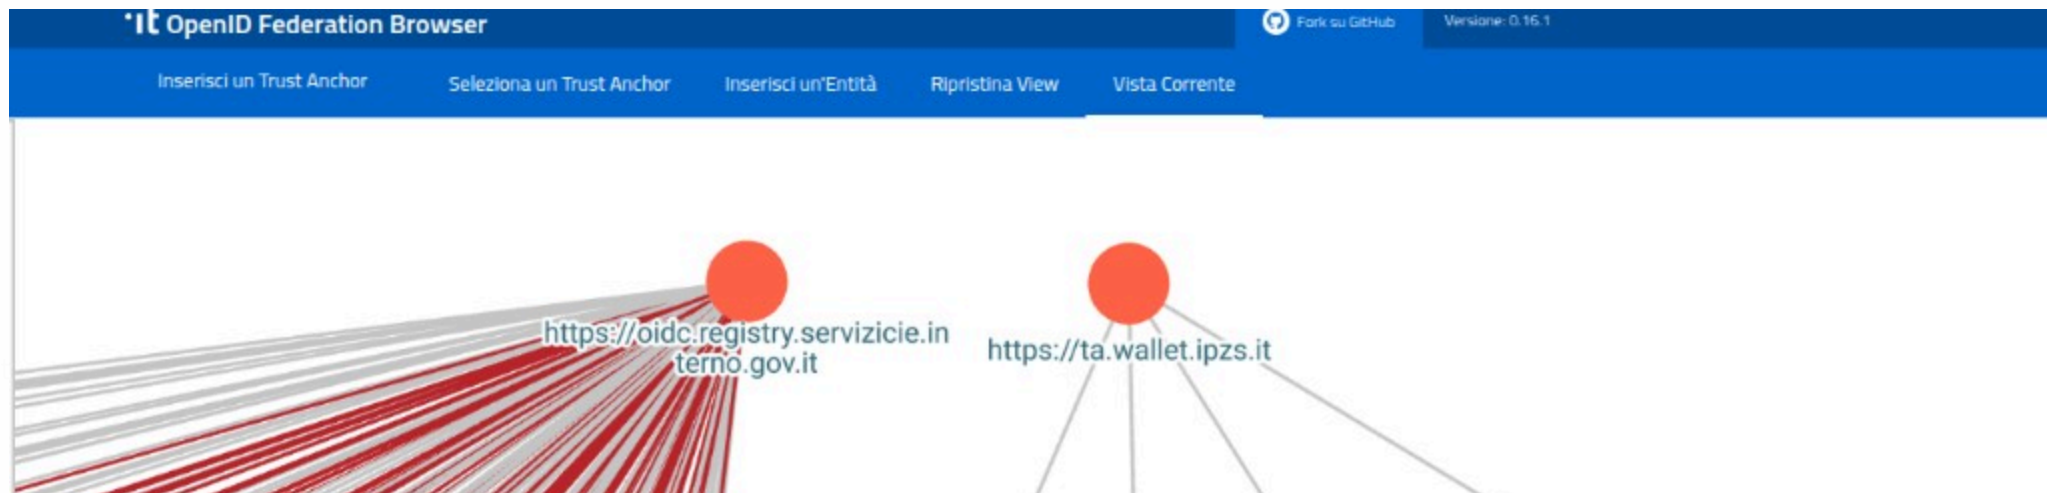 .it OpenID Federation Browser
Fork su GitHub
Versione: 0.16.1
Inserisci un Trust Anchor
Seleziona un Trust Anchor
Inserisci un'Entità
Ripristina View
Vista Corrente
https://oidc.registry.servizicie.in
terno.gov.it
https://ta.wallet.ipzs.it